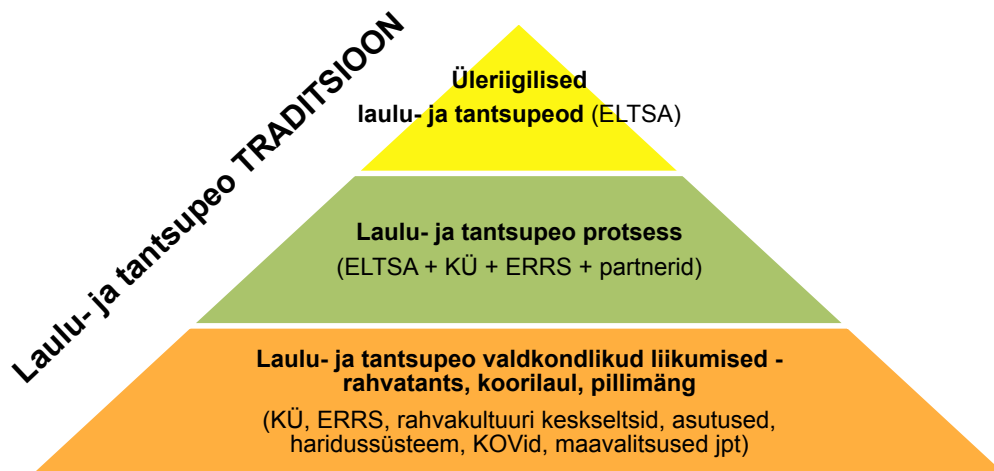 Laulu- ja tantsupeo TRADITSIOON
Üleriigilised
laulu- ja tantsupeod (ELTSA)
Laulu- ja tantsupeo protsess
(ELTSA + KÜ + ERRS + partnerid)
Laulu- ja tantsupeo valdkondlikud liikumised -
rahvatants, koorilaul, pillimäng
(KÜ, ERRS, rahvakultuuri keskseltsid, asutused,
haridussüsteem, KOVid, maavalitsused jpt)